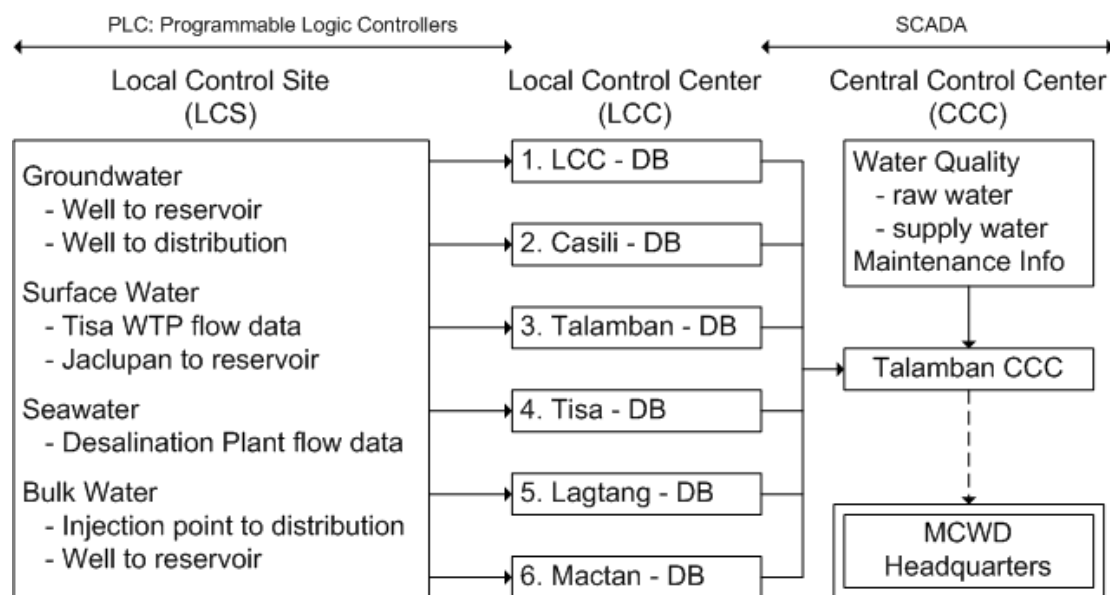 PLC: Programmable Logic Controllers
SCADA
Local Control Site
(LCS)
Local Control Center
(LCC)
Central Control Center
(CCC)
Groundwater
- Well to reservoir
- Well to distribution
Surface Water
- Tisa WTP flow data
- Jaclupan to reservoir
Seawater
- Desalination Plant flow data
Bulk Water
- Injection point to distribution
- Well to reservoir
1. LCC - DB
2. Casili - DB
3. Talamban - DB
4. Tisa - DB
5. Lagtang - DB
6. Mactan - DB
Water Quality
- raw water
- supply water
Maintenance Info
Talamban CCC
MCWD
Headquarters